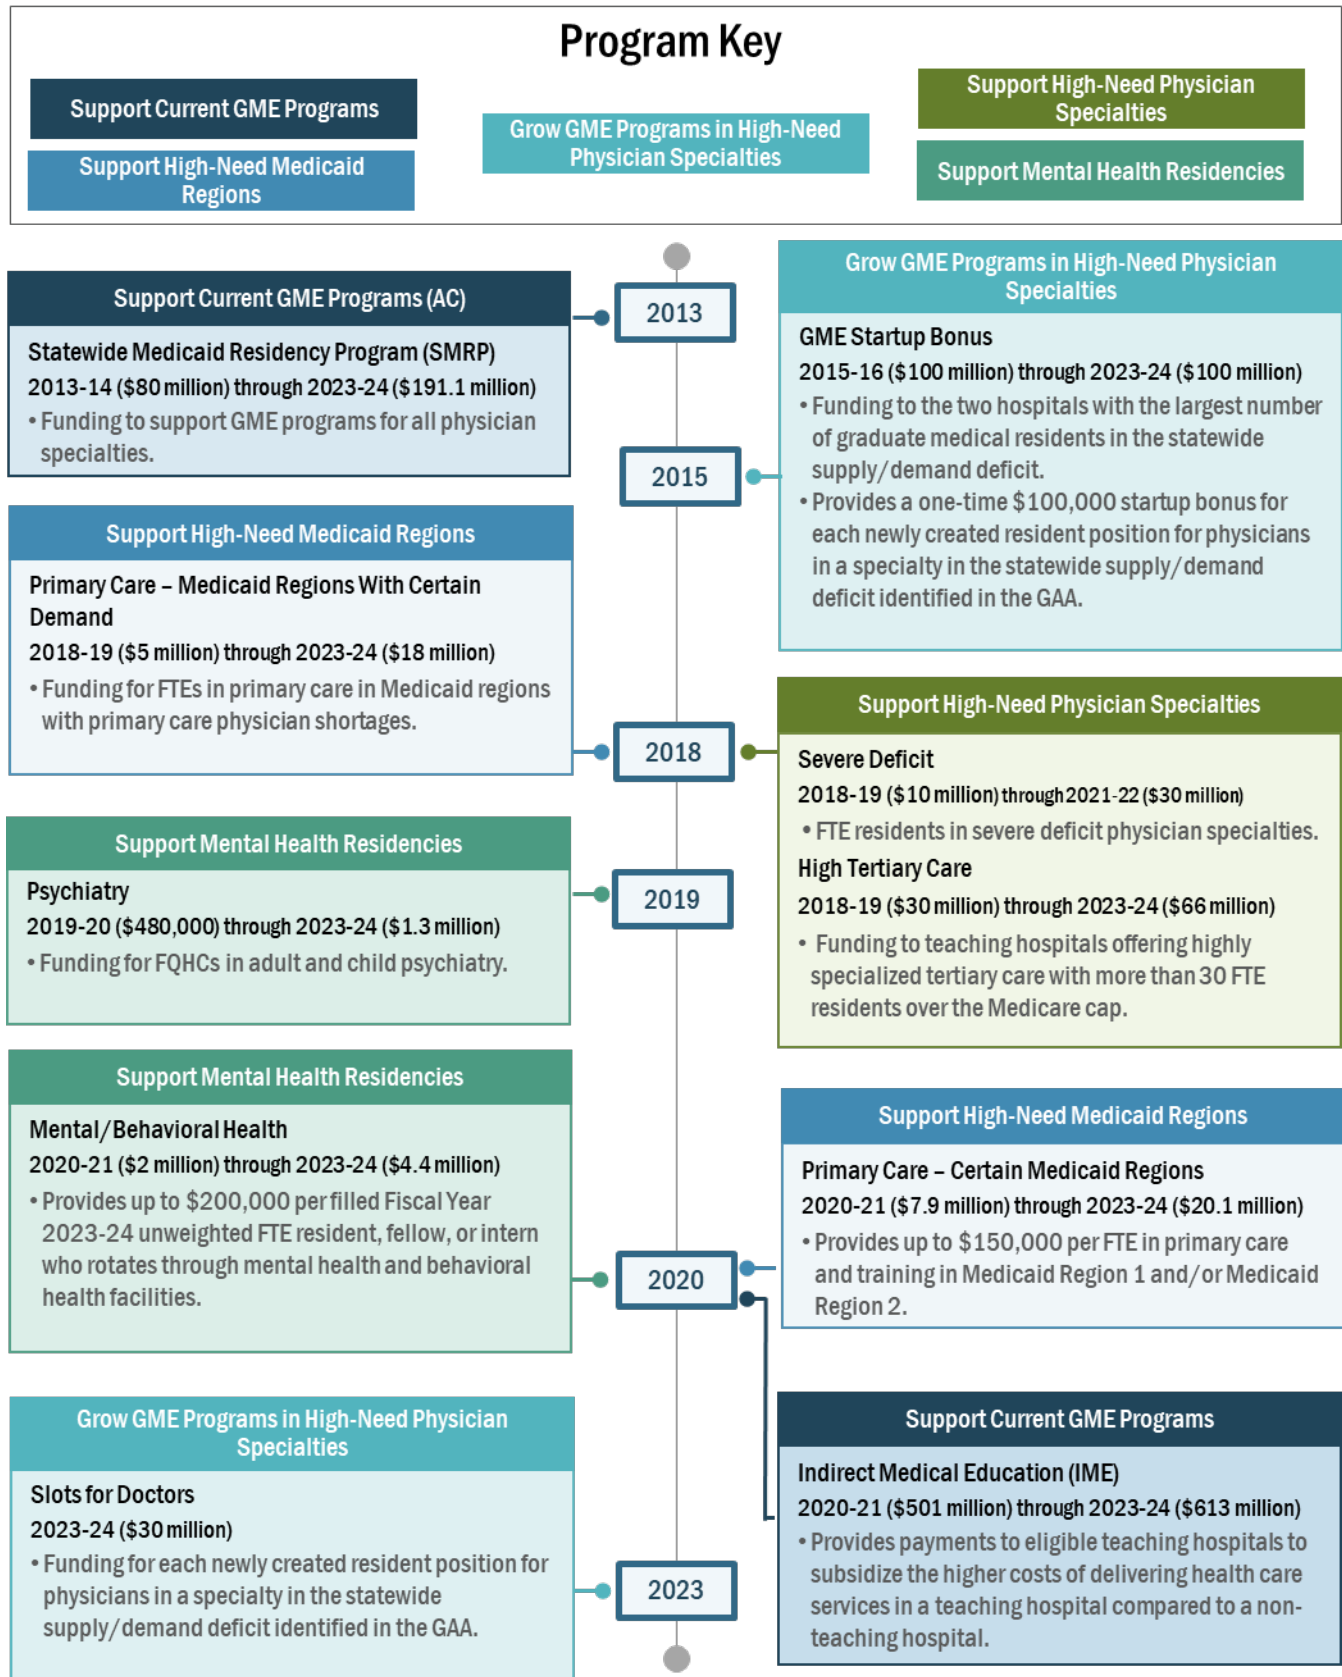 Program Key
Support Current GME Programs
Support High-Need Medicaid
Regions
Grow GME Programs in High-Need
Physician Specialties
Support High-Need Physician
Specialties
Support Mental Health Residencies
2013
Support Current GME Programs (AC)
Statewide Medicaid Residency Program (SMRP)
2013-14 ($80 million) through 2023-24 ($191.1 million)
• Funding to support GME programs for all physician
specialties.
Grow GME Programs in High-Need Physician
Specialties
GME Startup Bonus
2015-16 ($100 million) through 2023-24 ($100 million)
• Funding to the two hospitals with the largest number
of graduate medical residents in the statewide
supply/demand deficit.
• Provides a one-time $100,000 startup bonus for
each newly created resident position for physicians
in a specialty in the statewide supply/demand
deficit identified in the GAA.
2015
Support High-Need Medicaid Regions
Primary Care – Medicaid Regions With Certain
Demand
2018-19 ($5 million) through 2023-24 ($18 million)
• Funding for FTEs in primary care in Medicaid regions
with primary care physician shortages.
2018
Support High-Need Physician Specialties
Severe Deficit
2018-19 ($10 million) through 2021-22 ($30 million)
• FTE residents in severe deficit physician specialties.
High Tertiary Care
2018-19 ($30 million) through 2023-24 ($66 million)
• Funding to teaching hospitals offering highly
specialized tertiary care with more than 30 FTE
residents over the Medicare cap.
Support Mental Health Residencies
Psychiatry
2019-20 ($480,000) through 2023-24 ($1.3 million)
• Funding for FQHCs in adult and child psychiatry.
2019
Support Mental Health Residencies
Mental/Behavioral Health
2020-21 ($2 million) through 2023-24 ($4.4 million)
• Provides up to $200,000 per filled Fiscal Year
2023-24 unweighted FTE resident, fellow, or intern
who rotates through mental health and behavioral
health facilities.
2020
Support High-Need Medicaid Regions
Primary Care – Certain Medicaid Regions
2020-21 ($7.9 million) through 2023-24 ($20.1 million)
• Provides up to $150,000 per FTE in primary care
and training in Medicaid Region 1 and/or Medicaid
Region 2.
Support Current GME Programs
Indirect Medical Education (IME)
2020-21 ($501 million) through 2023-24 ($613 million)
• Provides payments to eligible teaching hospitals to
subsidize the higher costs of delivering health care
services in a teaching hospital compared to a non-
teaching hospital.
Grow GME Programs in High-Need Physician
Specialties
Slots for Doctors
2023-24 ($30 million)
• Funding for each newly created resident position for
physicians in a specialty in the statewide
supply/demand deficit identified in the GAA.
2023